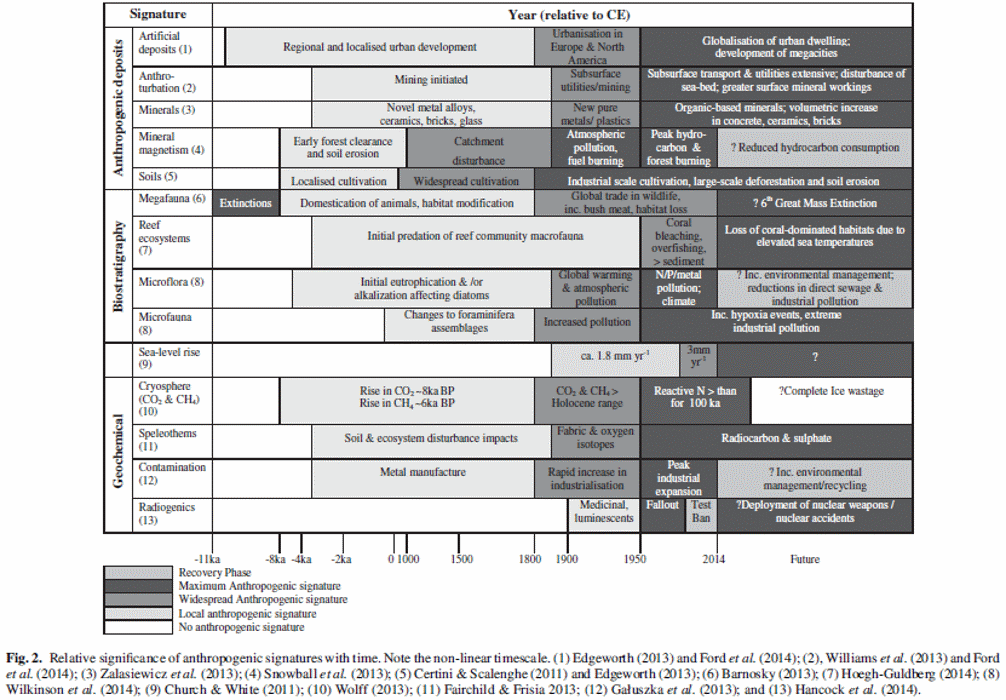 Signature
Year (relative to CE)
Anthropogenic deposits
Artificial
deposits (1)
Regional and localised urban development
Urbanisation in
Europe & North
America
Globalisation of urban dwelling;
development of megacities
Anthro-
turbation (2)
Mining initiated
Subsurface
utilities/mining
Subsurface transport & utilities extensive; disturbance of
sea-bed; greater surface mineral workings
Minerals (3)
Novel metal alloys,
ceramics, bricks, glass
New pure
metals/ plastics
Organic-based minerals; volumetric increase
in concrete, ceramics, bricks
Mineral
magnetism (4)
Early forest clearance
and soil erosion
Catchment
disturbance
Atmospheric
pollution,
fuel burning
Peak hydro-
carbon &
forest burning
? Reduced hydrocarbon consumption
Soils (5)
Localised cultivation
Widespread cultivation
Industrial scale cultivation, large-scale deforestation and soil erosion
Biostratigraphy
Megafauna (6)
Extinctions
Domestication of animals, habitat modification
Global trade in wildlife,
inc. bush meat, habitat loss
? 6th Great Mass Extinction
Reef
ecosystems
(7)
Initial predation of reef community macrofauna
Coral
bleaching,
overfishing,
> sediment
Loss of coral-dominated habitats due to
elevated sea temperatures
Microflora (8)
Initial eutrophication & /or
alkalization affecting diatoms
Global warming
& atmospheric
pollution
N/P/metal
pollution;
climate
? Inc. environmental management;
reductions in direct sewage &
industrial pollution
Microfauna
(8)
Changes to foraminifera
assemblages
Increased pollution
Inc. hypoxia events, extreme
industrial pollution
Sea-level rise
(9)
ca. 1.8 mm yr-1
3mm
yr-1
?
Geochemical
Cryosphere
(CO2 & CH4)
(10)
Rise in CO2 ~8ka BP
Rise in CH4 ~6ka BP
CO2 & CH4 >
Holocene range
Reactive N > than
for 100 ka
?Complete Ice wastage
Speleothems
(11)
Soil & ecosystem disturbance impacts
Fabric & oxygen
isotopes
Radiocarbon & sulphate
Contamination
(12)
Metal manufacture
Rapid increase in
industrialisation
Peak
industrial
expansion
? Inc. environmental
management/recycling
Radiogenics
(13)
Medicinal,
luminescents
Fallout
Test
Ban
?Deployment of nuclear weapons /
nuclear accidents
-11ka -8ka -4ka -2ka 0 1000 1500 1800 1900 1950 2014 Future
Recovery Phase
Maximum Anthropogenic signature
Widespread Anthropogenic signature
Local anthropogenic signature
No anthropogenic signature
Fig. 2. Relative significance of anthropogenic signatures with time. Note the non-linear timescale. (1) Edgeworth (2013) and Ford et al. (2014); (2), Williams et al. (2013) and Ford
et al. (2014); (3) Zalasiewicz et al. (2013); (4) Snowball et al. (2013); (5) Certini & Scalenghe (2011) and Edgeworth (2013); (6) Barnosky (2013); (7) Hoegh-Guldberg (2014); (8)
Wilkinson et al. (2014); (9) Church & White (2011); (10) Wolff (2013); (11) Fairchild & Frisia 2013; (12) Gałuszka et al. (2013); and (13) Hancock et al. (2014).